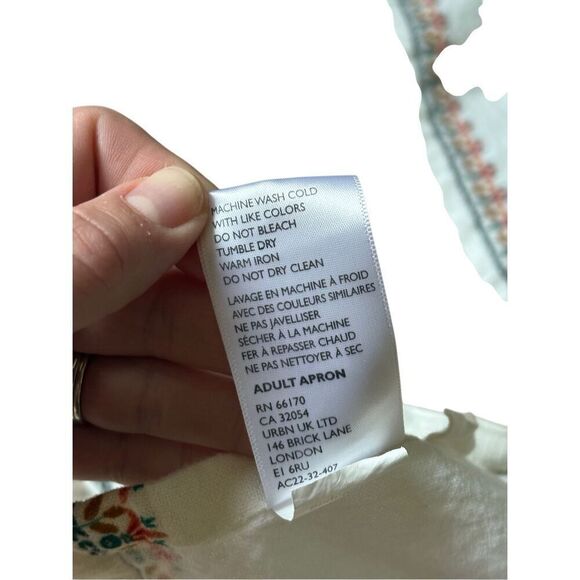 MACHINE WASH COLD
WITH LIKE COLORS
DO NOT BLEACH
TUMBLE DRY
WARM IRON
DO NOT DRY CLEAN
LAVAGE EN MACHINE À FROID
AVEC DES COULEURS SIMILAIRES
NE PAS JAVELLISER
SÈCHER À LA MACHINE
FER À REPASSER CHAUD
NE PAS NETTOYER À SEC
ADULT APRON
RN 66170
CA 32054
URBN UK LTD
146 BRICK LANE
LONDON
E1 6RU
AC22-32-407